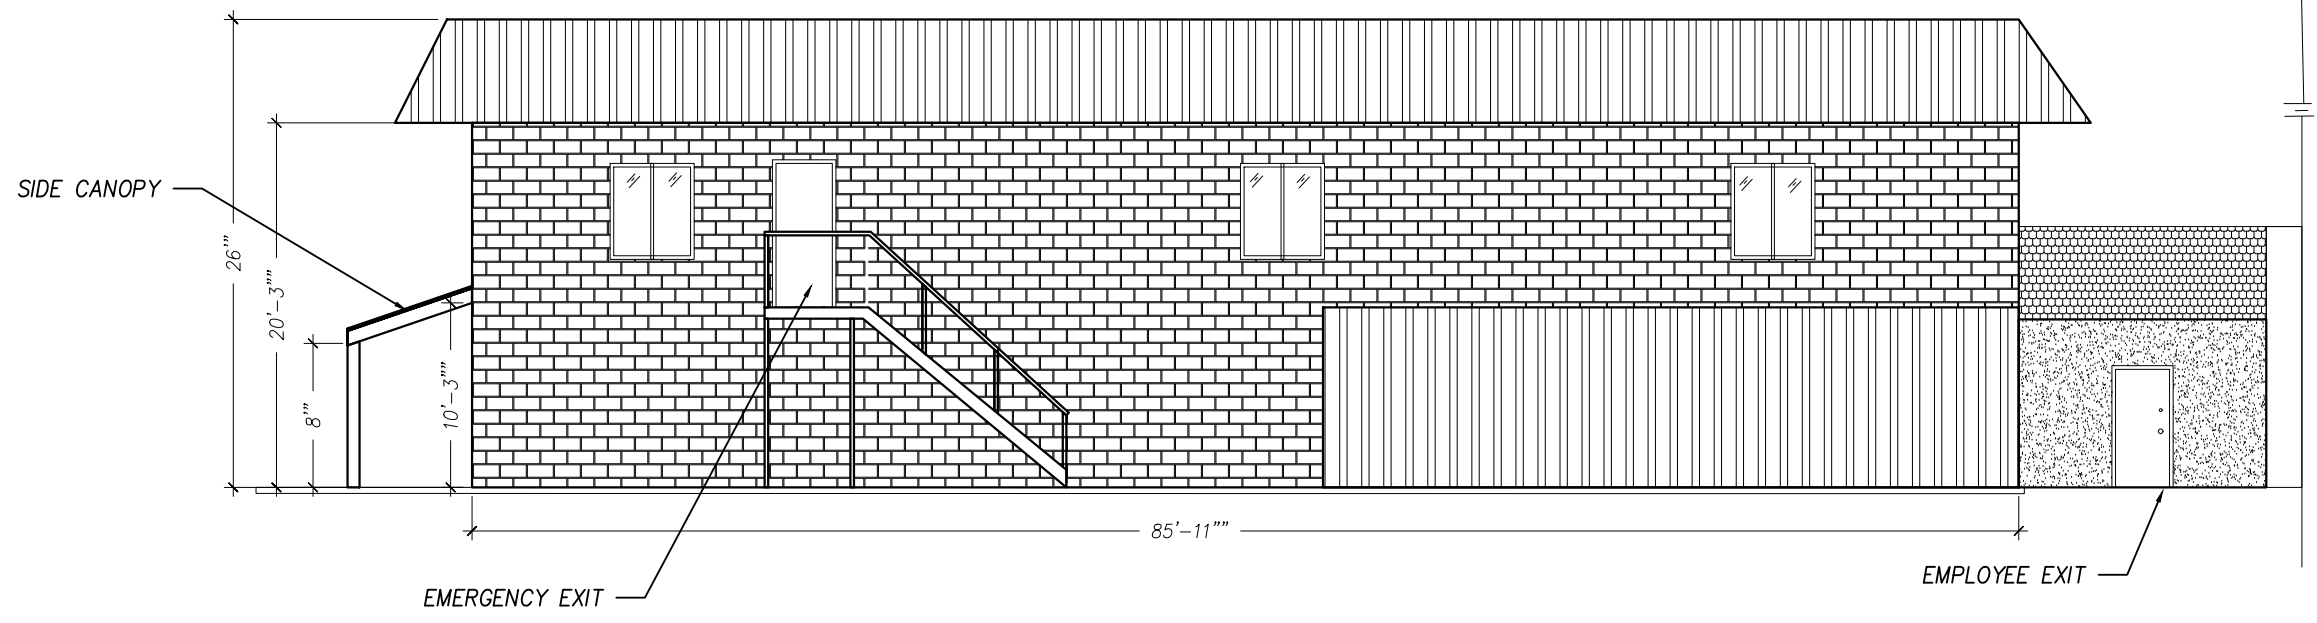 SIDE CANOPY
26'"
20'-3""
8'"
10'-3""
85'-11""
EMERGENCY EXIT
EMPLOYEE EXIT